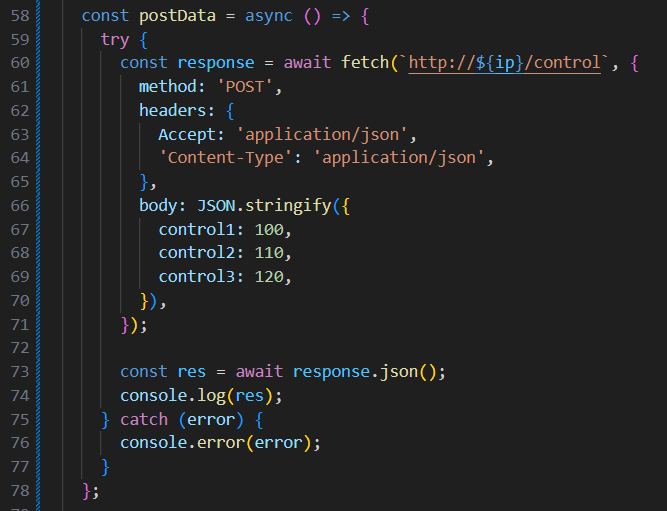 58 const postData = async () => {
59 try {
60 const response = await fetch(`http://${ip}/control`, {
61 method: 'POST',
62 headers: {
63 Accept: 'application/json',
64 'Content-Type': 'application/json',
65 },
66 body: JSON.stringify({
67 control1: 100,
68 control2: 110,
69 control3: 120,
70 }),
71 });
72
73 const res = await response.json();
74 console.log(res);
75 } catch (error) {
76 console.error(error);
77 }
78 };